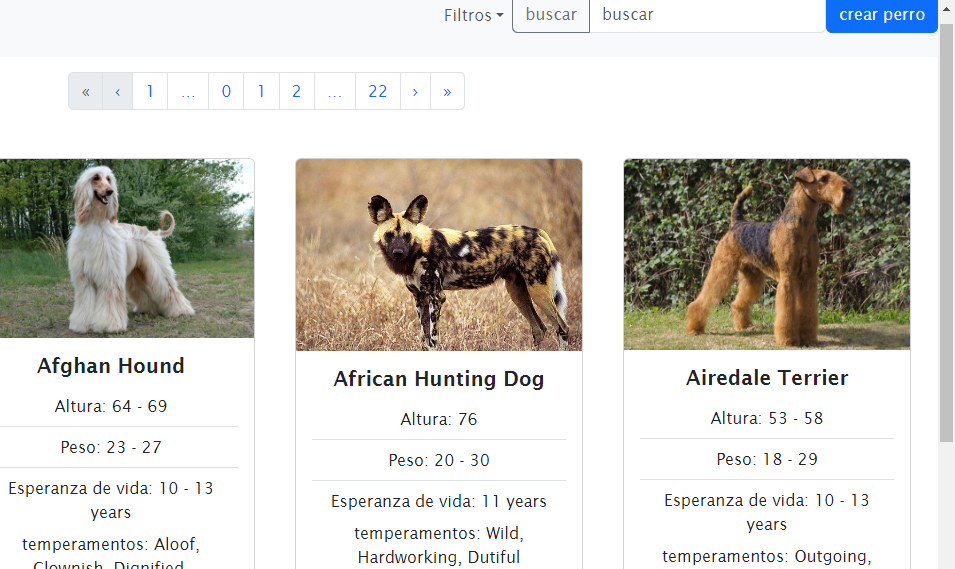 Filtros buscar buscar crear perro
« ‹ 1 ... 0 1 2 ... 22 › »
Afghan Hound
Altura: 64 - 69
Peso: 23 - 27
Esperanza de vida: 10 - 13
years
temperamentos: Aloof,
Clownish, Dignified
African Hunting Dog
Altura: 76
Peso: 20 - 30
Esperanza de vida: 11 years
temperamentos: Wild,
Hardworking, Dutiful
Airedale Terrier
Altura: 53 - 58
Peso: 18 - 29
Esperanza de vida: 10 - 13
years
temperamentos: Outgoing,